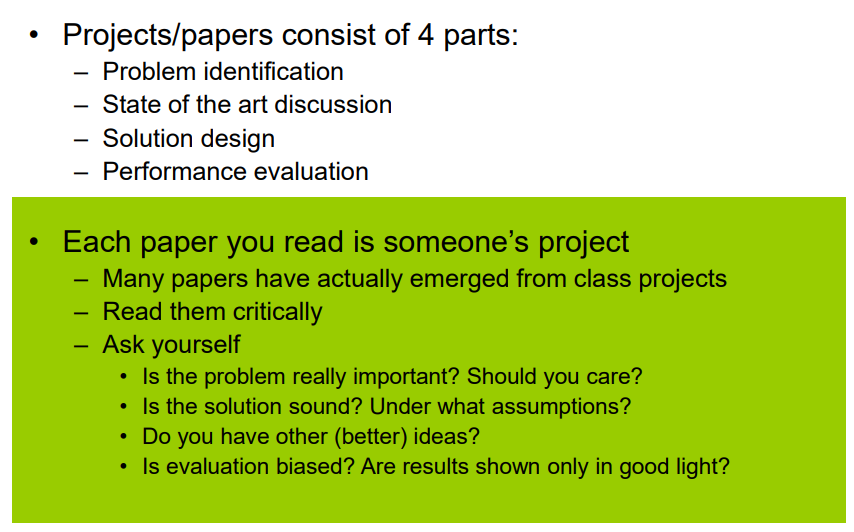 • Projects/papers consist of 4 parts:
– Problem identification
– State of the art discussion
– Solution design
– Performance evaluation
• Each paper you read is someone’s project
– Many papers have actually emerged from class projects
– Read them critically
– Ask yourself
• Is the problem really important? Should you care?
• Is the solution sound? Under what assumptions?
• Do you have other (better) ideas?
• Is evaluation biased? Are results shown only in good light?